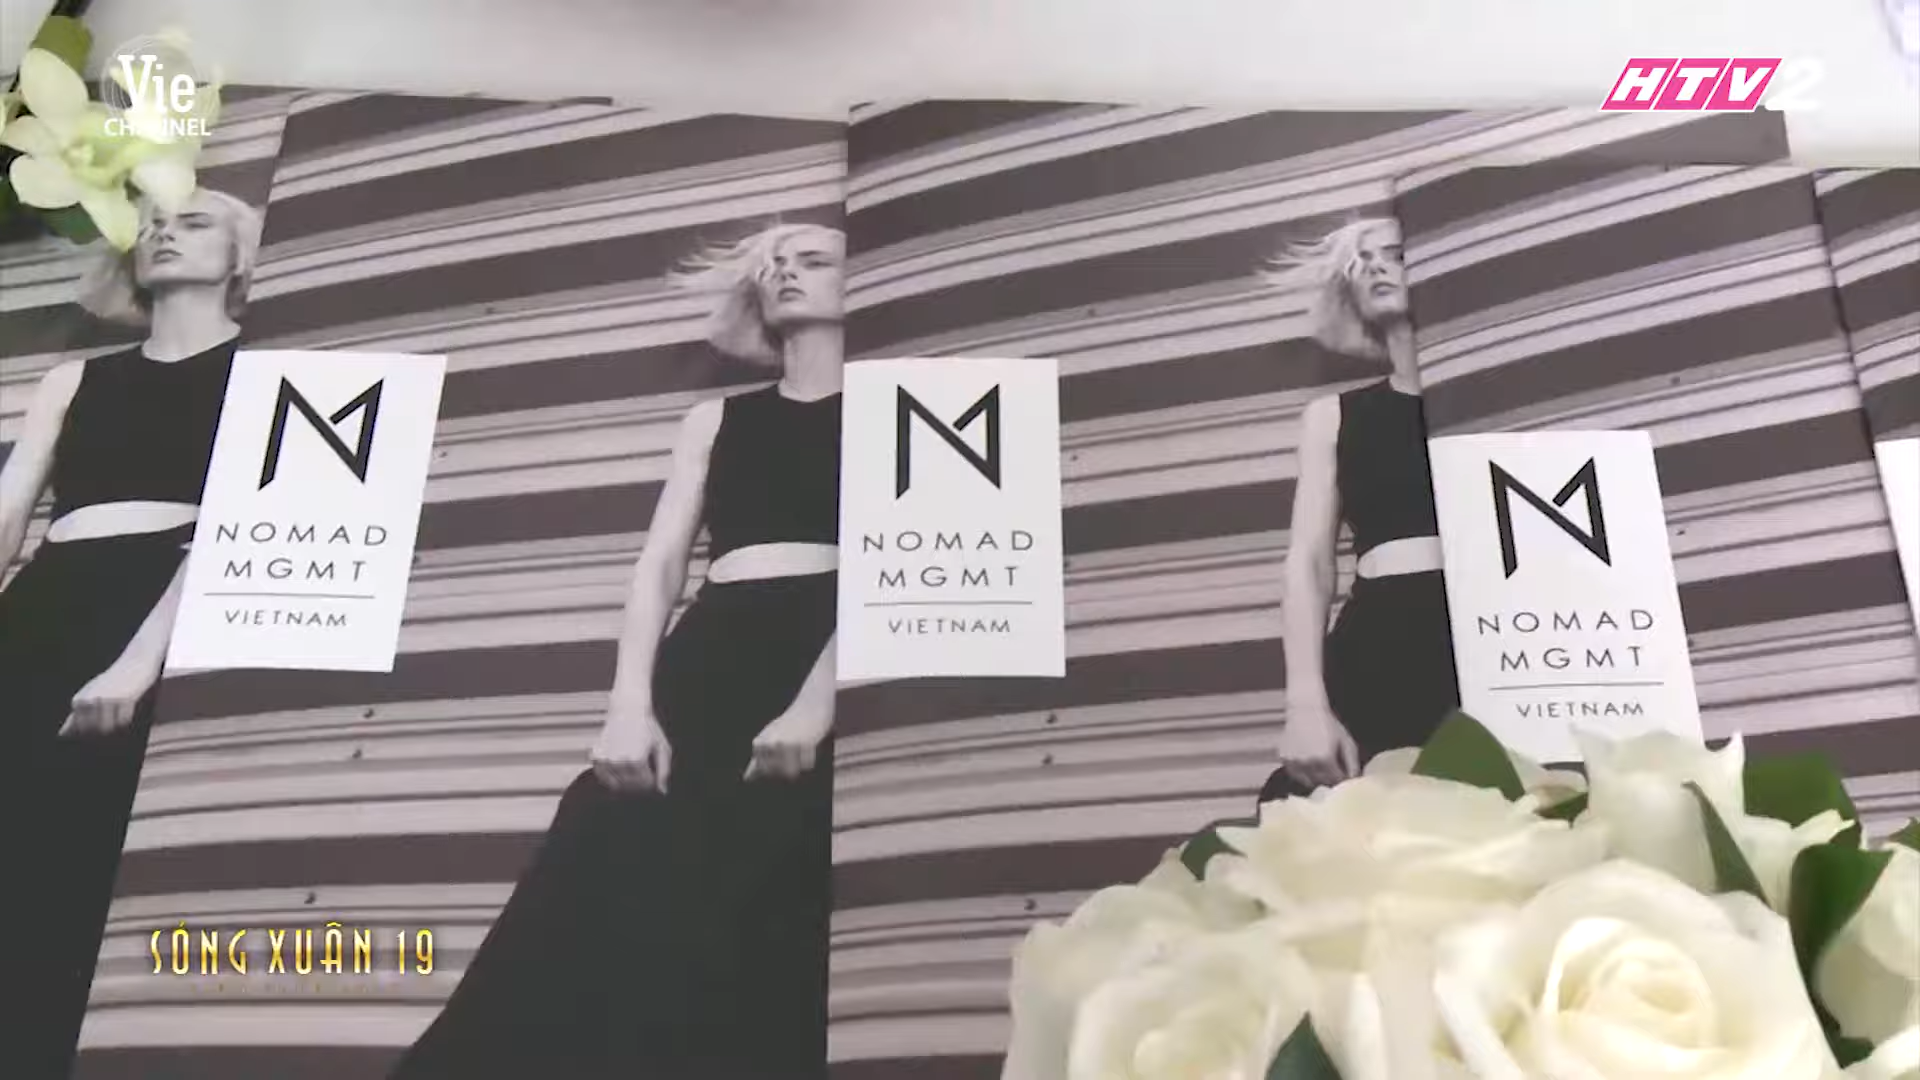 Vie
CHANNEL
HTV2
NOMAD
MGMT
VIETNAM
NOMAD
MGMT
VIETNAM
NOMAD
MGMT
VIETNAM
SÓNG XUÂN 19